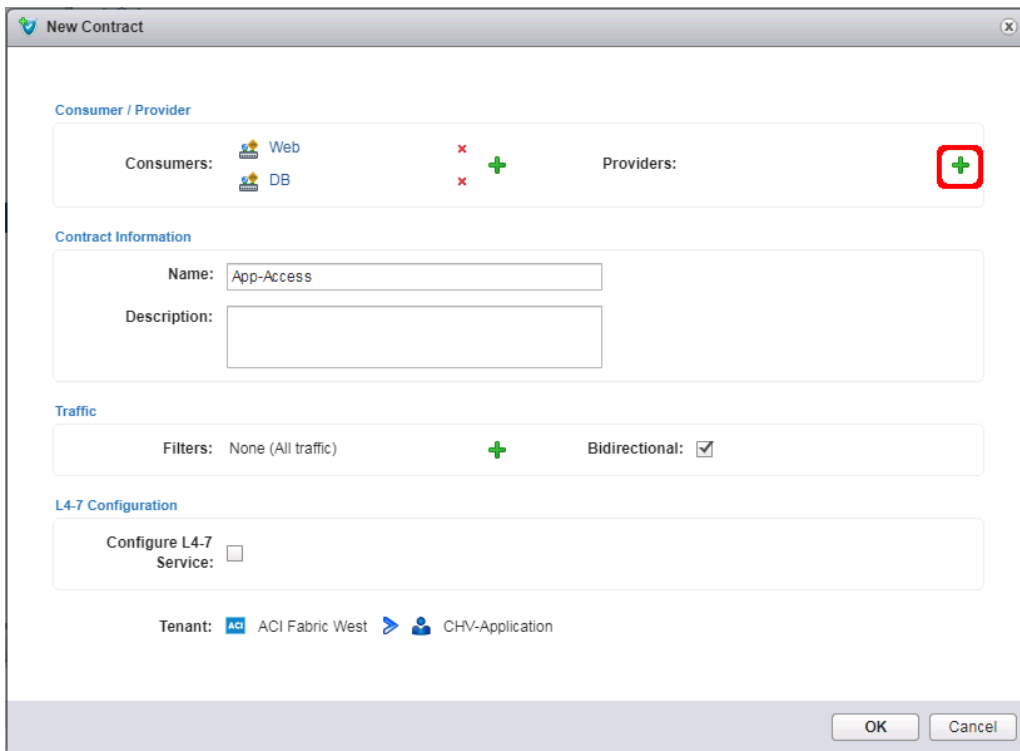 New Contract
Consumer / Provider
Consumers: Web Providers:
DB
Contract Information
Name: App-Access
Description:
Traffic
Filters: None (All traffic) Bidirectional:
L4-7 Configuration
Configure L4-7
Service:
Tenant: ACI ACI Fabric West CHV-Application
OK Cancel